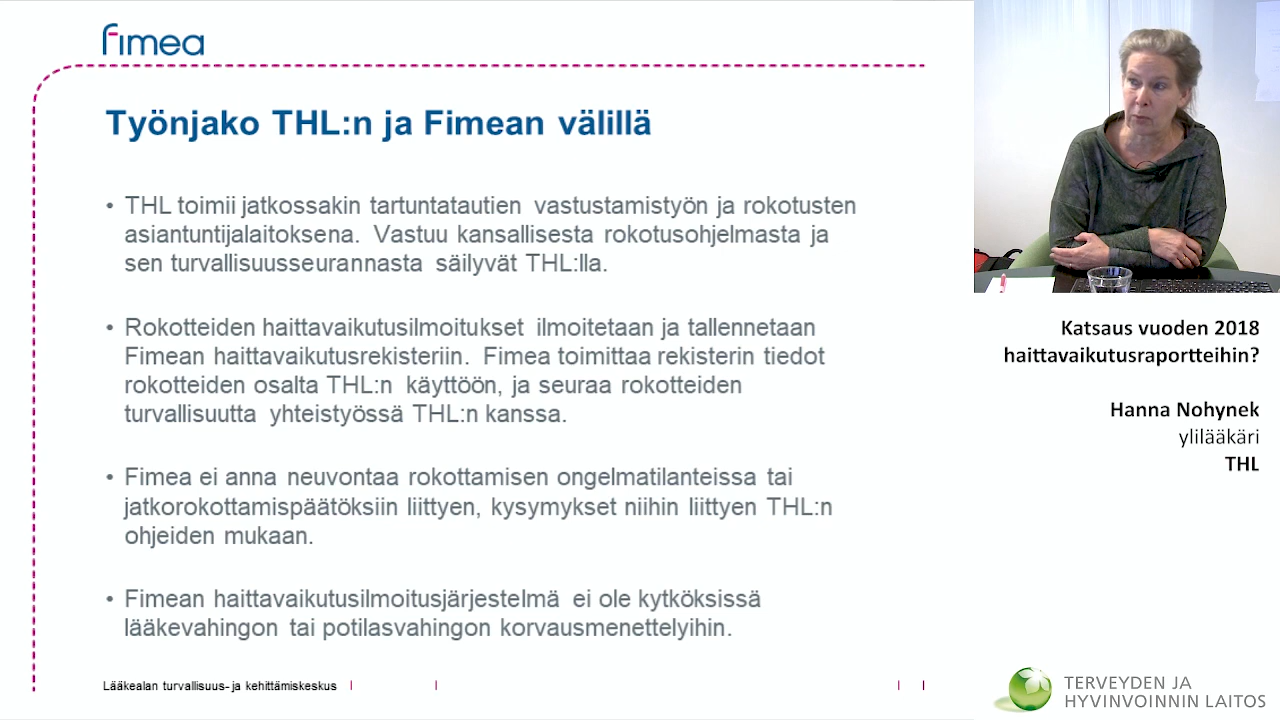 fimea
Työnjako THL:n ja Fimean välillä
• THL toimii jatkossakin tartuntatautien vastustamistyön ja rokotusten
asiantuntijalaitoksena. Vastuu kansallisesta rokotusohjelmasta ja
sen turvallisuusseurannasta säilyvät THL:lla.
• Rokotteiden haittavaikutusilmoitukset ilmoitetaan ja tallennetaan
Fimean haittavaikutusrekisteriin. Fimea toimittaa rekisterin tiedot
rokotteiden osalta THL:n käyttöön, ja seuraa rokotteiden
turvallisuutta yhteistyössä THL:n kanssa.
• Fimea ei anna neuvontaa rokottamisen ongelmatilanteissa tai
jatkorokottamispäätöksiin liittyen, kysymykset niihin liittyen THL:n
ohjeiden mukaan.
• Fimean haittavaikutusilmoitusjärjestelmä ei ole kytköksissä
lääkevahingon tai potilasvahingon korvausmenettelyihin.
Lääkealan turvallisuus- ja kehittämiskeskus
Katsaus vuoden 2018
haittavaikutusraportteihin?
Hanna Nohynek
ylilääkäri
THL
TERVEYDEN JA
HYVINVOINNIN LAITOS